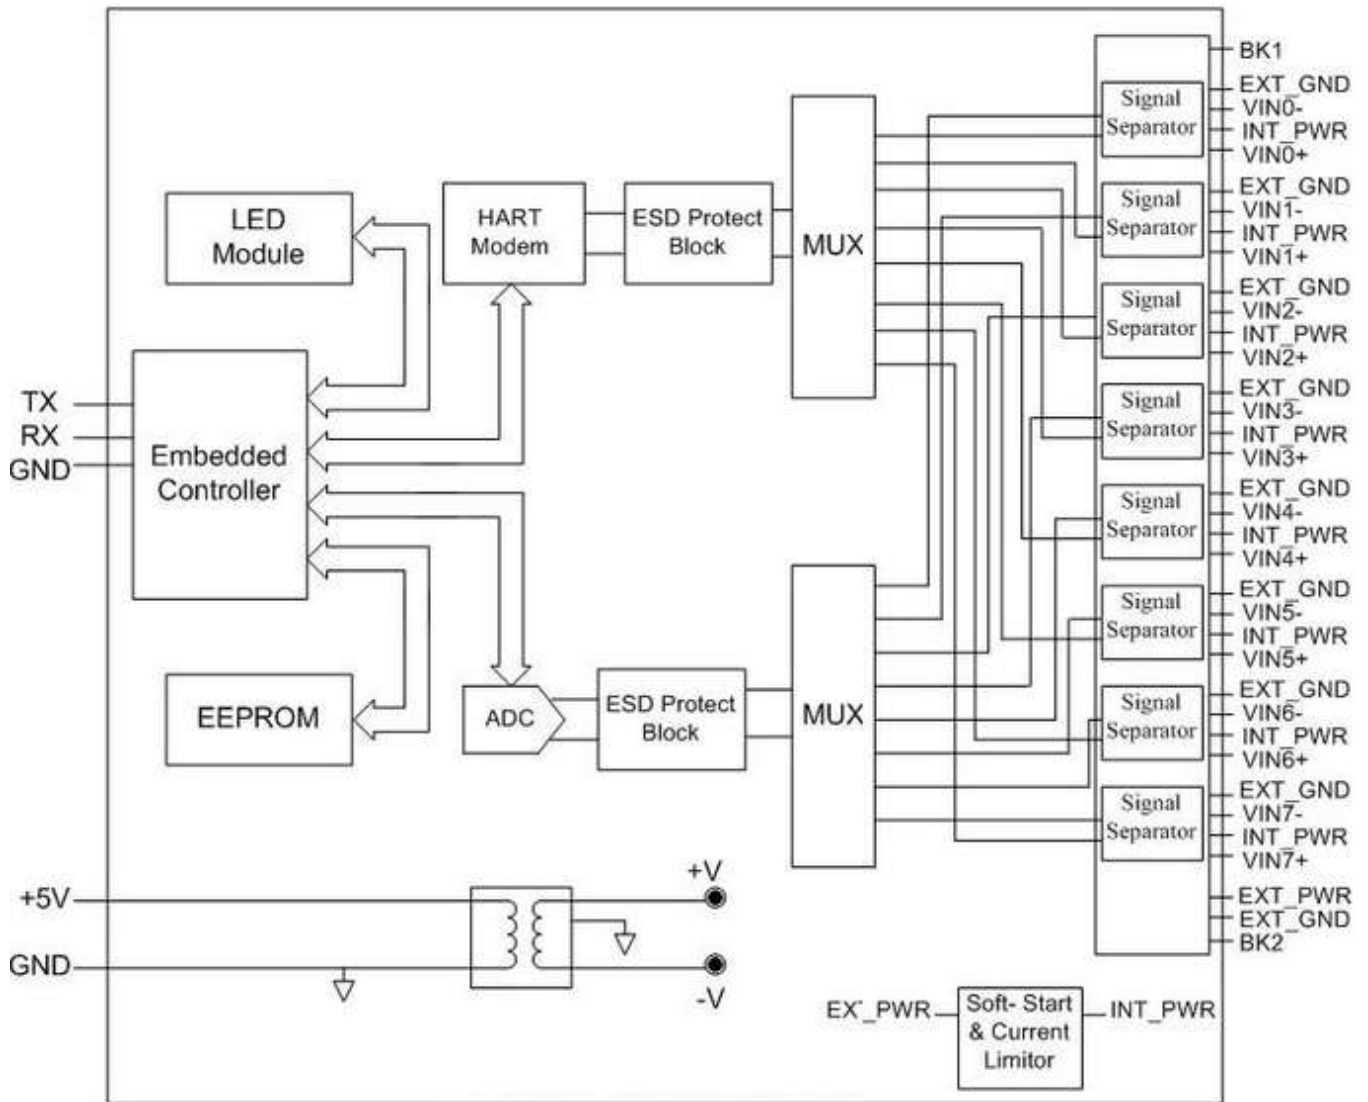 BK1
EXT_GND
Signal
Separator
VIN0-
INT_PWR
VIN0+
EXT_GND
Signal
Separator
VIN1-
INT_PWR
VIN1+
LED
Module
HART
Modem
ESD Protect
Block
MUX
EXT_GND
Signal
Separator
VIN2-
INT_PWR
VIN2+
EXT_GND
Signal
Separator
VIN3-
INT_PWR
VIN3+
TX
RX
GND
Embedded
Controller
EXT_GND
Signal
Separator
VIN4-
INT_PWR
VIN4+
EXT_GND
Signal
Separator
VIN5-
INT_PWR
VIN5+
EEPROM
ADC
ESD Protect
Block
MUX
EXT_GND
Signal
Separator
VIN6-
INT_PWR
VIN6+
EXT_GND
Signal
Separator
VIN7-
INT_PWR
VIN7+
+5V
+V
EXT_PWR
EXT_GND
BK2
GND
-V
EX_PWR
Soft- Start
& Current
Limitor
INT_PWR